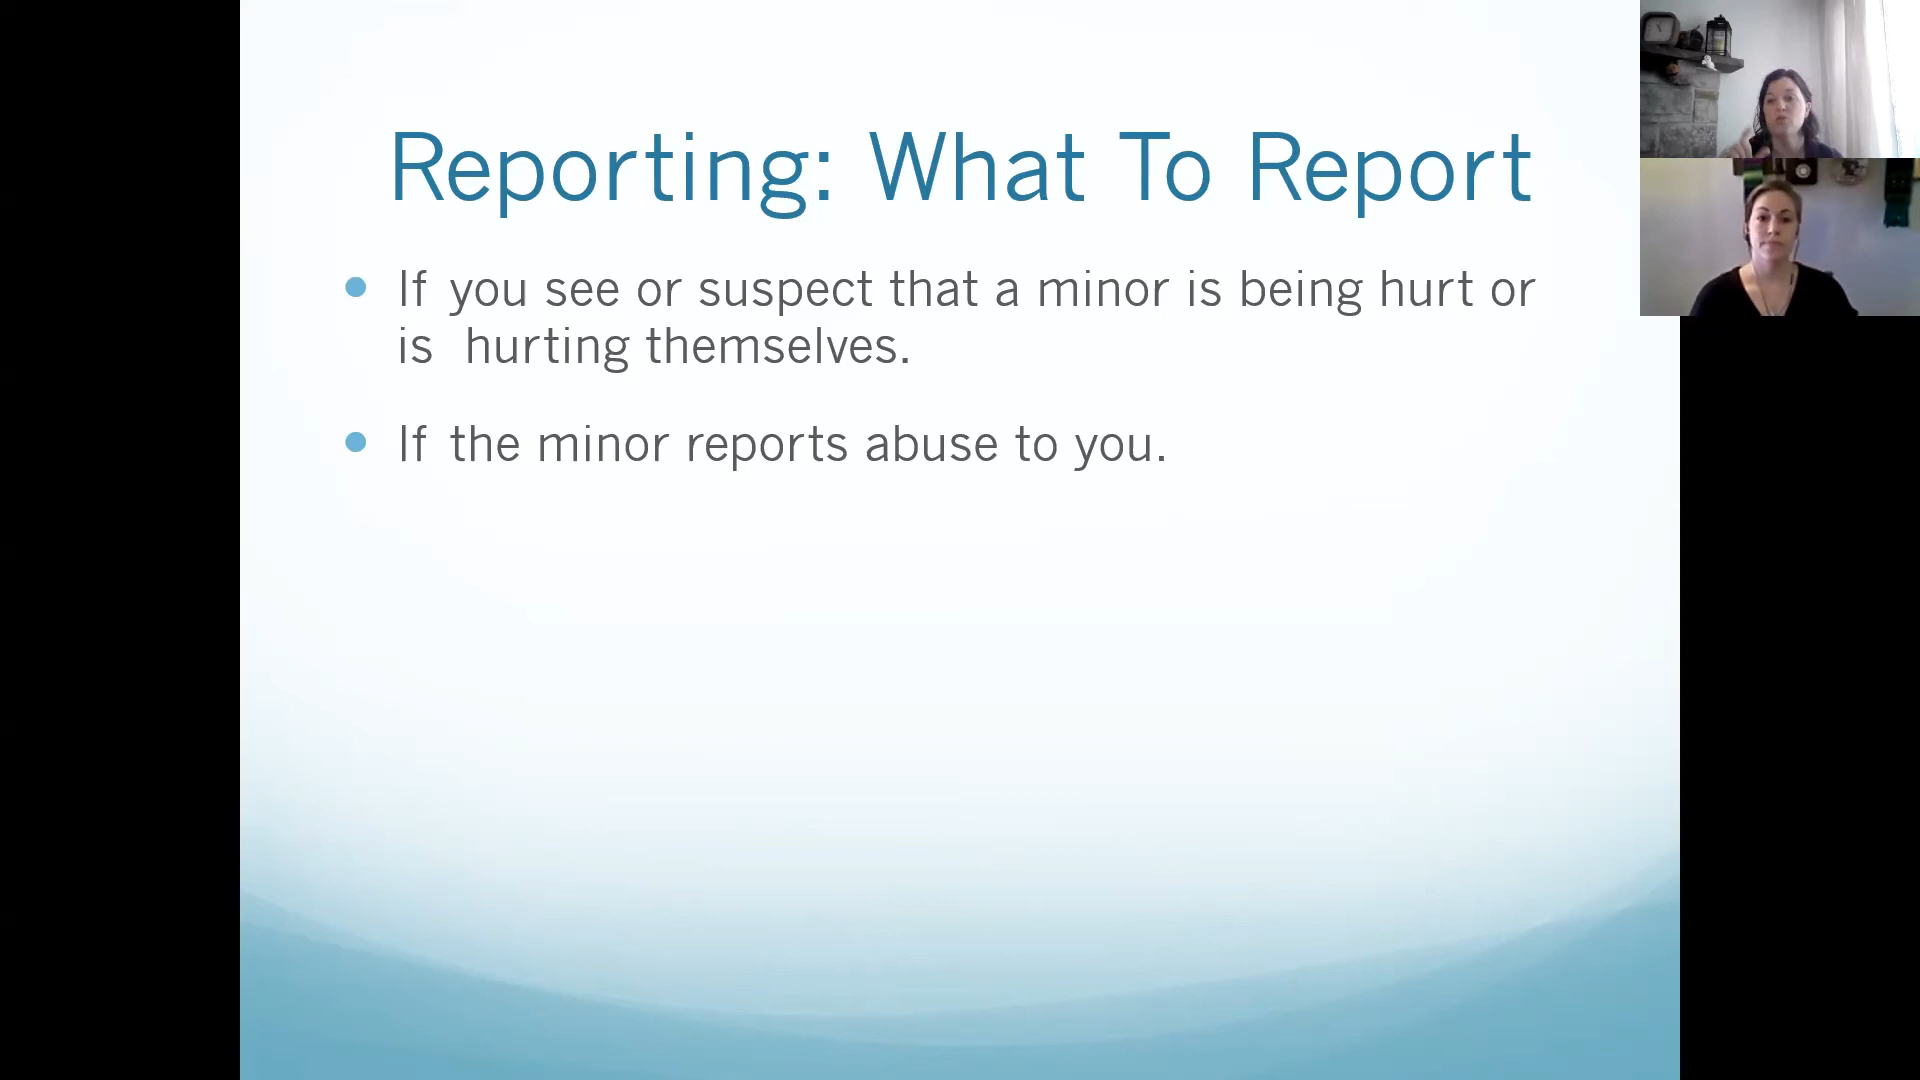 Reporting: What To Report
If you see or suspect that a minor is being hurt or
is hurting themselves.
If the minor reports abuse to you.